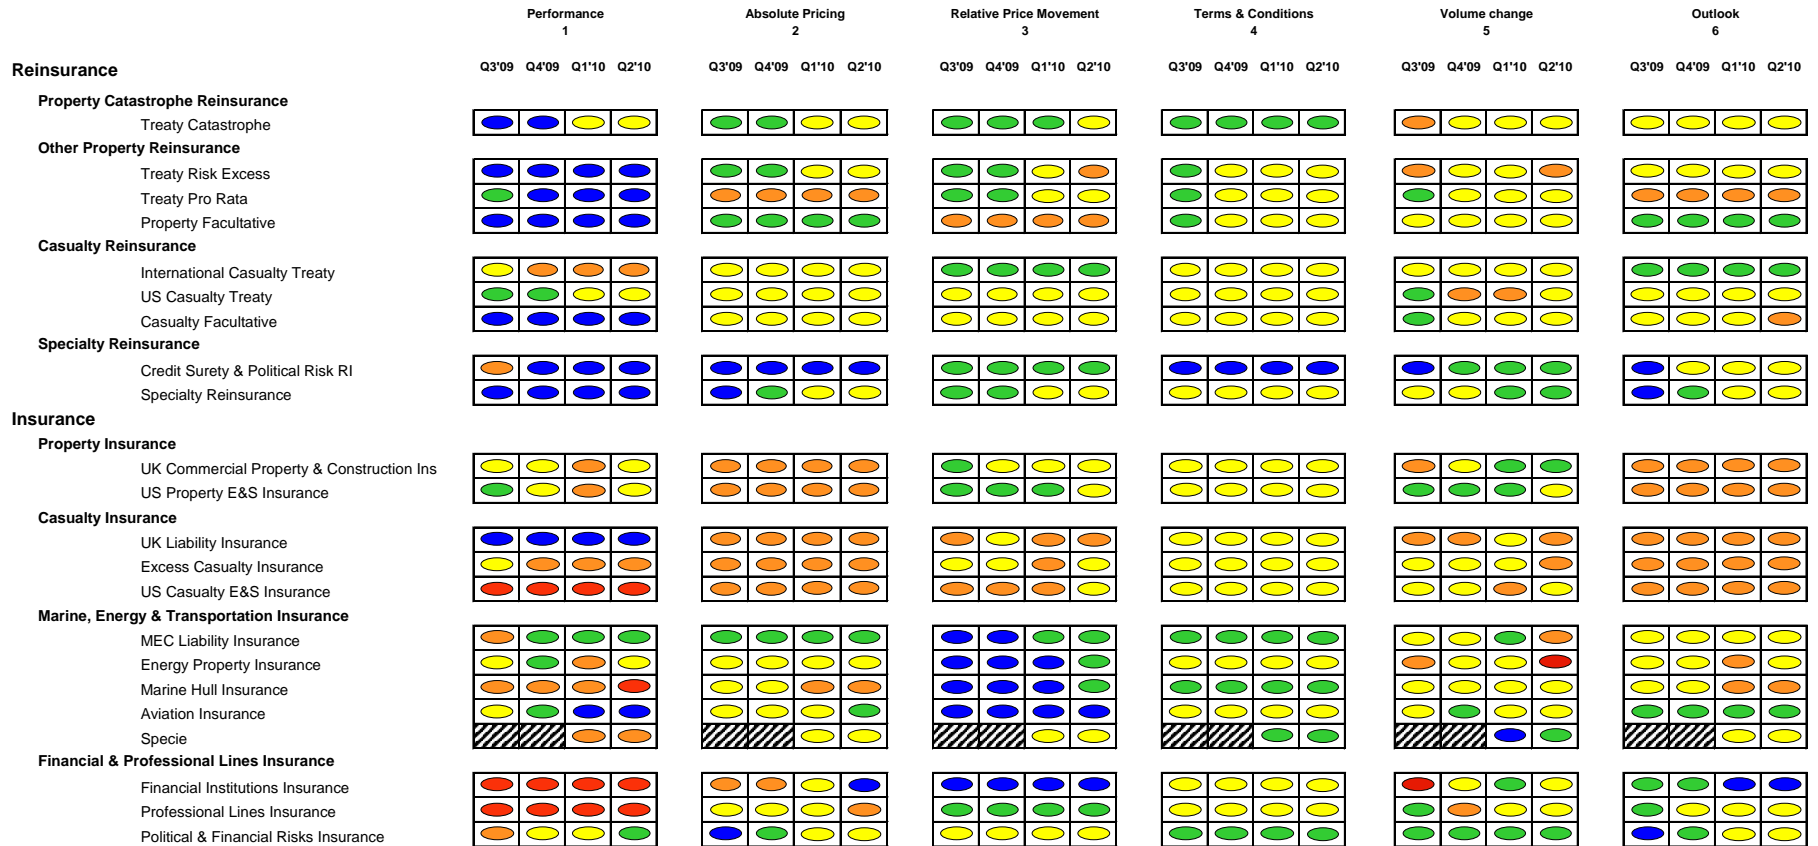 Performance Absolute Pricing Relative Price Movement Terms & Conditions Volume change Outlook
1 2 3 4 5 6
Reinsurance Q3'09 Q4'09 Q1'10 Q2'10 Q3'09 Q4'09 Q1'10 Q2'10 Q3'09 Q4'09 Q1'10 Q2'10 Q3'09 Q4'09 Q1'10 Q2'10 Q3'09 Q4'09 Q1'10 Q2'10 Q3'09 Q4'09 Q1'10 Q2'10
Property Catastrophe Reinsurance
Treaty Catastrophe
Other Property Reinsurance
Treaty Risk Excess
Treaty Pro Rata
Property Facultative
Casualty Reinsurance
International Casualty Treaty
US Casualty Treaty
Casualty Facultative
Specialty Reinsurance
Credit Surety & Political Risk RI
Specialty Reinsurance
Insurance
Property Insurance
UK Commercial Property & Construction Ins
US Property E&S Insurance
Casualty Insurance
UK Liability Insurance
Excess Casualty Insurance
US Casualty E&S Insurance
Marine, Energy & Transportation Insurance
MEC Liability Insurance
Energy Property Insurance
Marine Hull Insurance
Aviation Insurance
Specie
Financial & Professional Lines Insurance
Financial Institutions Insurance
Professional Lines Insurance
Political & Financial Risks Insurance